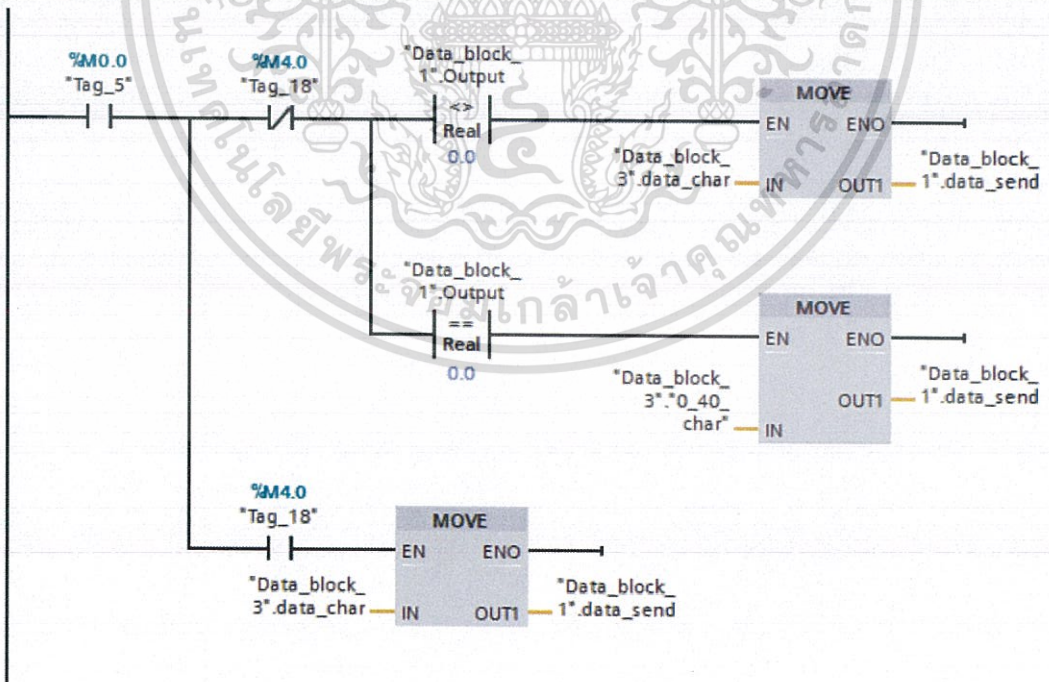 %M0.0
"Tag_5"
%M4.0
"Tag_18"
"Data_block_
1".Output
<>
Real
0.0
MOVE
EN ENO
"Data_block_
3".data_char
IN OUT1
"Data_block_
1".data_send
"Data_block_
1".Output
==
Real
0.0
MOVE
EN ENO
"Data_block_
3"."0_40_
char"
OUT1
IN
"Data_block_
1".data_send
%M4.0
"Tag_18"
MOVE
EN ENO
"Data_block_
3".data_char
IN OUT1
"Data_block_
1".data_send